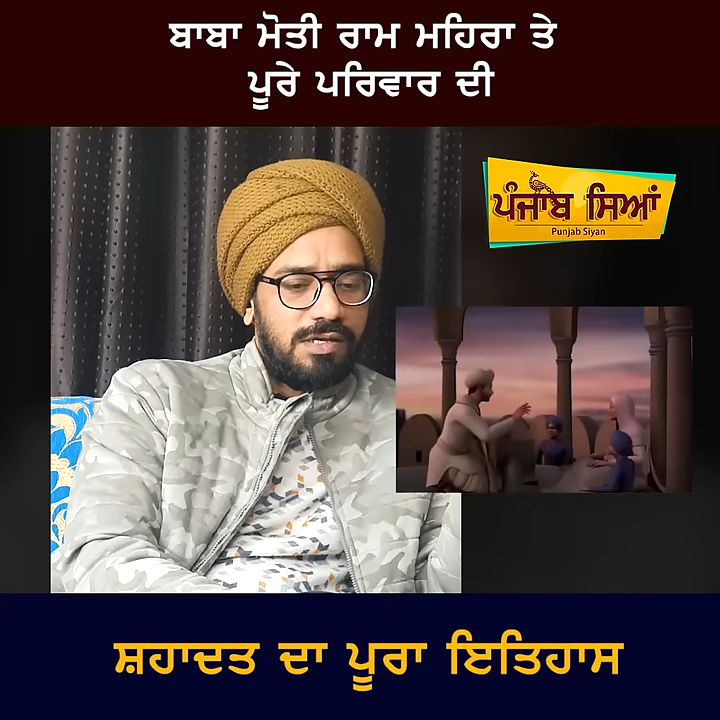 ਬਾਬਾ ਮੋਤੀ ਰਾਮ ਮਹਿਰਾ ਤੇ
ਪੂਰੇ ਪਰਿਵਾਰ ਦੀ
ਪੰਜਾਬ ਸਿਆਂ
Punjab Siyan
ਸ਼ਹਾਦਤ ਦਾ ਪੂਰਾ ਇਤਿਹਾਸ